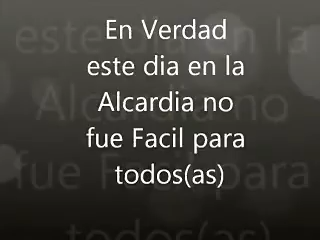 En Verdad
este dia en la
Alcardia no
fue Facil para
todos(as)